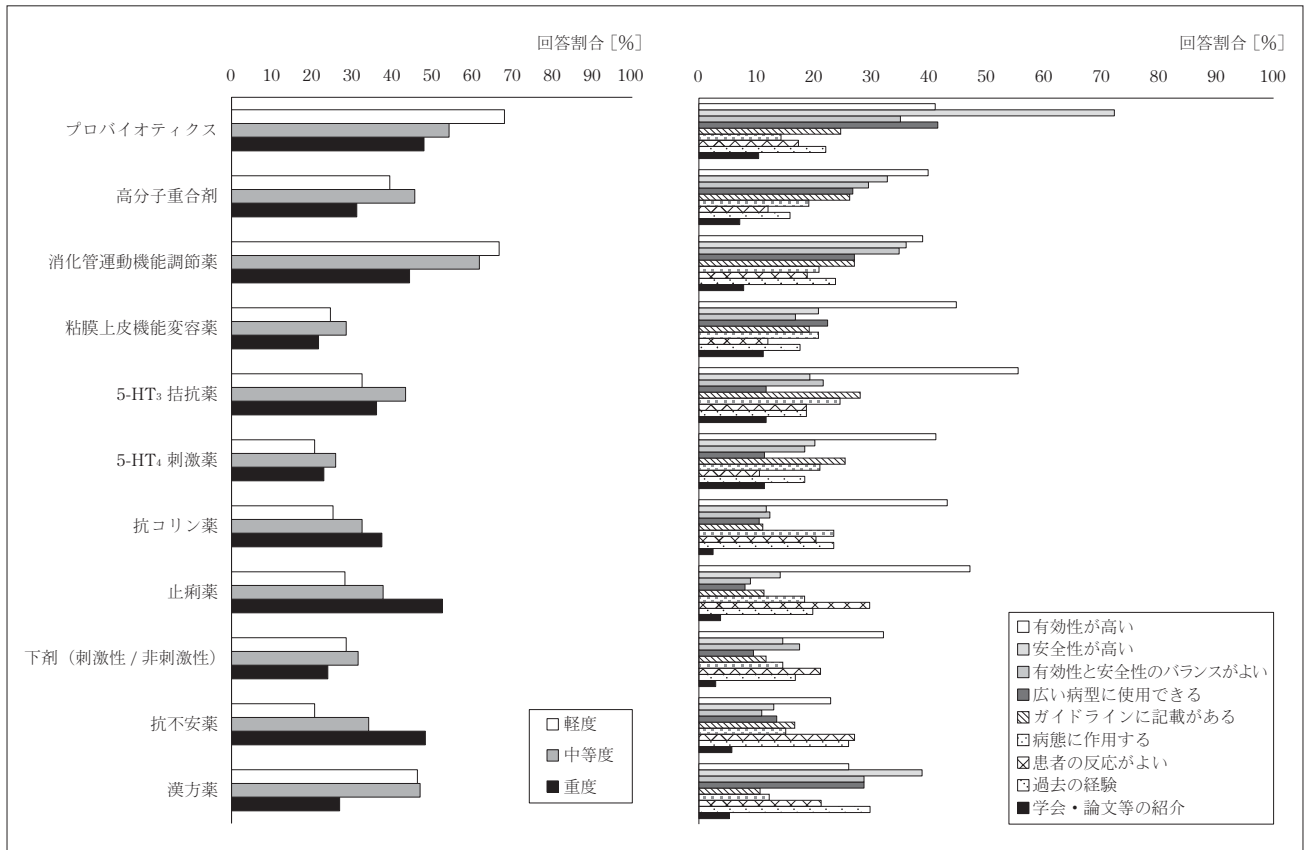 回答割合［%］
0 10 20 30 40 50 60 70 80 90 100
プロバイオティクス
高分子重合剤
消化管運動機能調節薬
粘膜上皮機能変容薬
5-HT₃ 拮抗薬
5-HT₄ 刺激薬
抗コリン薬
止痢薬
下剤（刺激性 / 非刺激性）
抗不安薬
漢方薬
軽度
中等度
重度
回答割合［%］
0 10 20 30 40 50 60 70 80 90 100
有効性が高い
安全性が高い
有効性と安全性のバランスがよい
広い病型に使用できる
ガイドラインに記載がある
病態に作用する
患者の反応がよい
過去の経験
学会・論文等の紹介